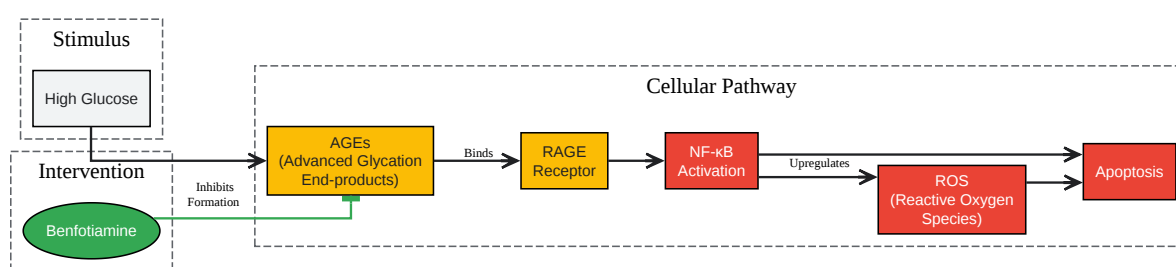 Stimulus
High Glucose
Intervention
Benfotiamine
Inhibits
Formation
Cellular Pathway
AGEs
(Advanced Glycation
End-products)
Binds
RAGE
Receptor
NF-κB
Activation
Upregulates
ROS
(Reactive Oxygen
Species)
Apoptosis